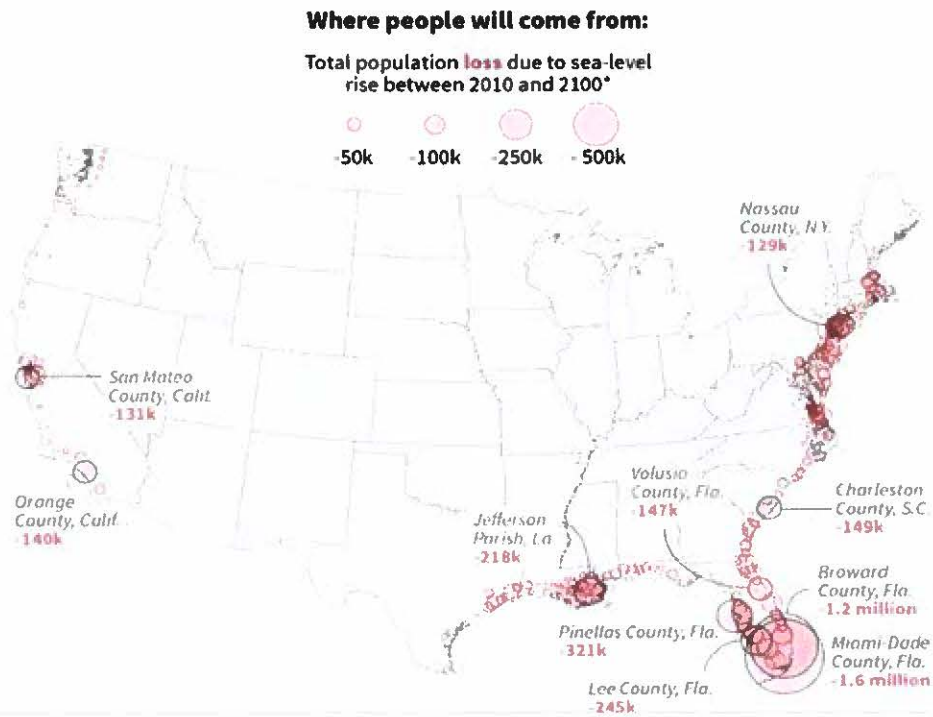 Where people will come from:
Total population loss due to sea-level
rise between 2010 and 2100*
-50k -100k -250k -500k
Nassau
County, N.Y.
-129k
San Mateo
County, Calif.
-131k
Orange
County, Calif.
-140k
Volusia
County, Fla.
-147k
Jefferson
Parish, La
-218k
Charleston
County, S.C.
-149k
Broward
County, Fla.
-1.2 million
Pinellas County, Fla.
-321k
Miami-Dade
County, Fla.
-1.6 million
Lee County, Fla.
-245k